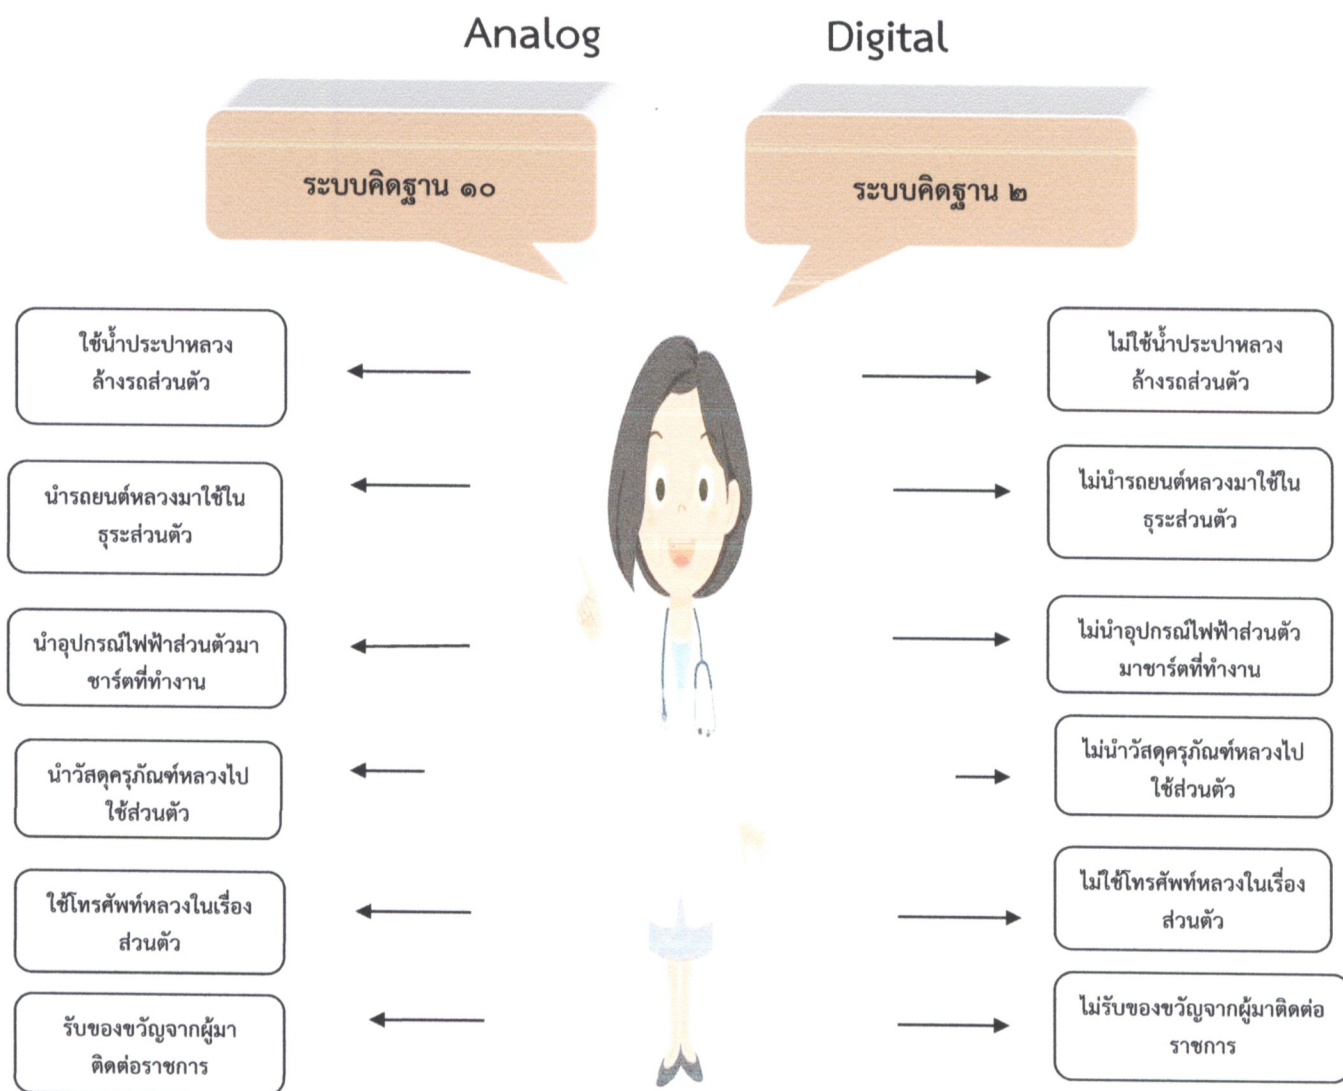 Analog
Digital
ระบบคิดฐาน ๑๐
ระบบคิดฐาน ๒
ใช้น้ำประปาหลวง
ล้างรถส่วนตัว
ไม่ใช้น้ำประปาหลวง
ล้างรถส่วนตัว
นำรถยนต์หลวงมาใช้ใน
ธุระส่วนตัว
ไม่นำรถยนต์หลวงมาใช้ใน
ธุระส่วนตัว
นำอุปกรณ์ไฟฟ้าส่วนตัวมา
ชาร์ตที่ทำงาน
ไม่นำอุปกรณ์ไฟฟ้าส่วนตัว
มาชาร์ตที่ทำงาน
นำวัสดุครุภัณฑ์หลวงไป
ใช้ส่วนตัว
ไม่นำวัสดุครุภัณฑ์หลวงไป
ใช้ส่วนตัว
ใช้โทรศัพท์หลวงในเรื่อง
ส่วนตัว
ไม่ใช้โทรศัพท์หลวงในเรื่อง
ส่วนตัว
รับของขวัญจากผู้มา
ติดต่อราชการ
ไม่รับของขวัญจากผู้มาติดต่อ
ราชการ